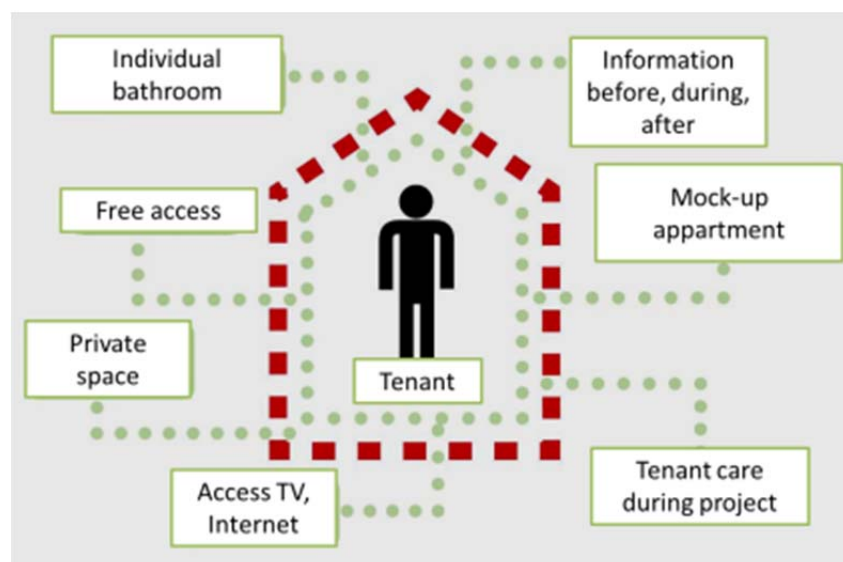 Individual
bathroom
Information
before, during,
after
Free access
Mock-up
appartment
Private
space
Tenant
Access TV,
Internet
Tenant care
during project